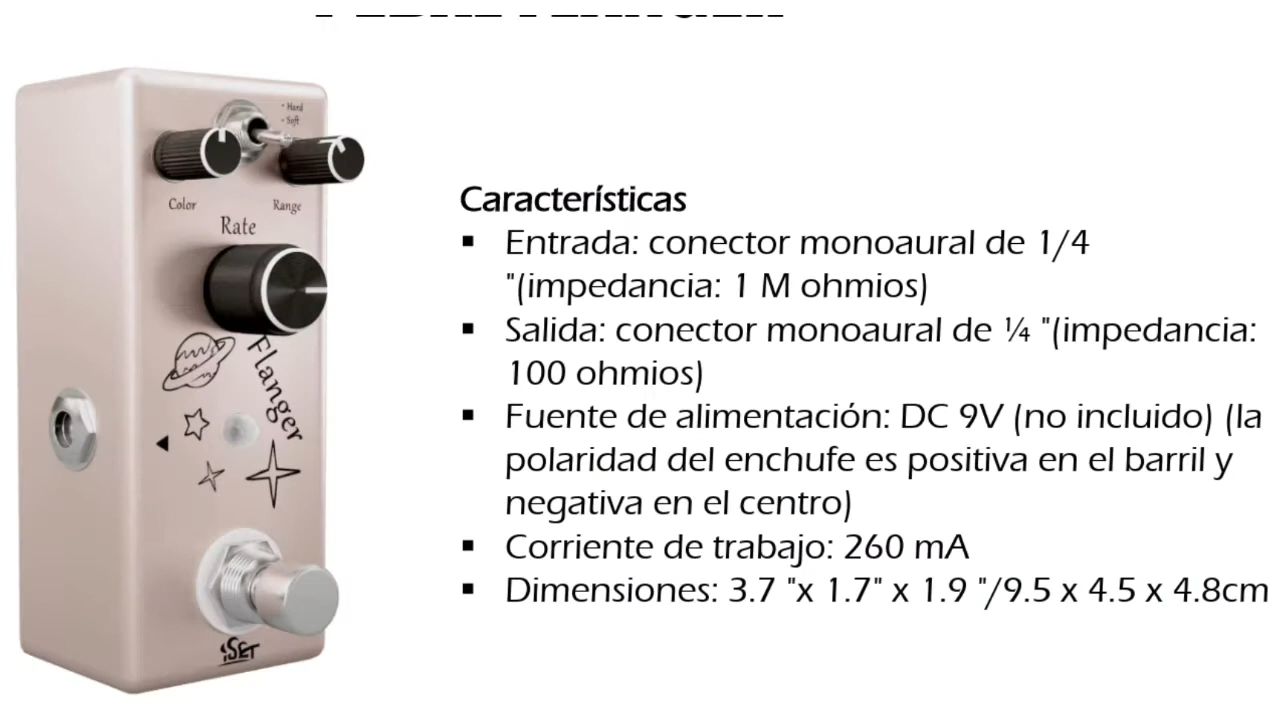 Hard
Soft
Color
Range
Rate
Flanger
iSET
Características
▪ Entrada: conector monoaural de 1/4
"(impedancia: 1 M ohmios)
▪ Salida: conector monoaural de ¼ "(impedancia:
100 ohmios)
▪ Fuente de alimentación: DC 9V (no incluido) (la
polaridad del enchufe es positiva en el barril y
negativa en el centro)
▪ Corriente de trabajo: 260 mA
▪ Dimensiones: 3.7 "x 1.7" x 1.9 "/9.5 x 4.5 x 4.8cm